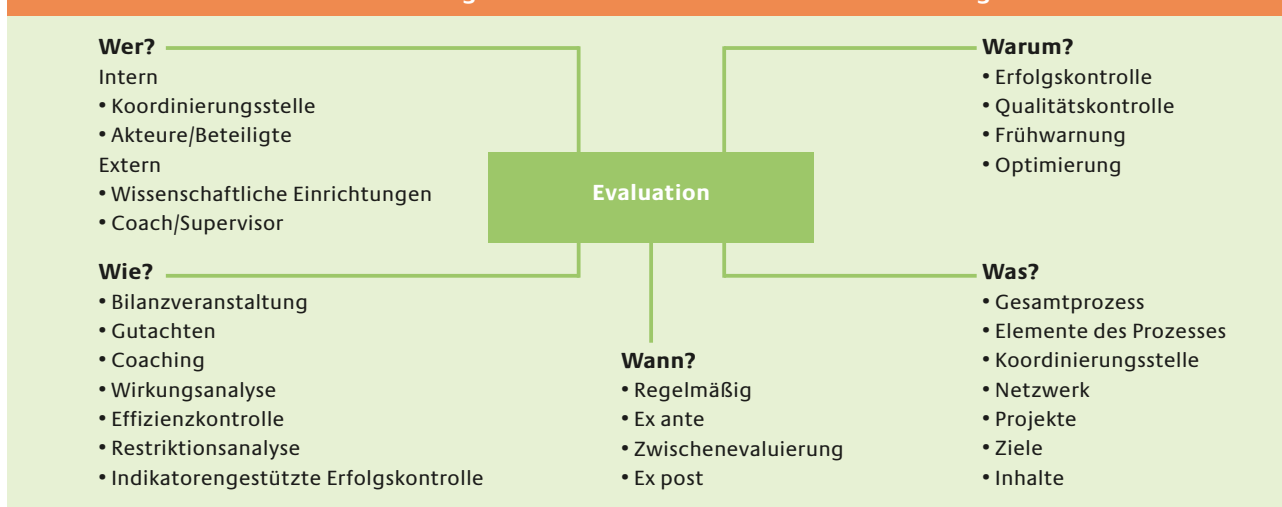 Wer?
Intern
• Koordinierungsstelle
• Akteure/Beteiligte
Extern
• Wissenschaftliche Einrichtungen
• Coach/Supervisor
Evaluation
Warum?
• Erfolgskontrolle
• Qualitätskontrolle
• Frühwarnung
• Optimierung
Wie?
• Bilanzveranstaltung
• Gutachten
• Coaching
• Wirkungsanalyse
• Effizienzkontrolle
• Restriktionsanalyse
• Indikatorengestützte Erfolgskontrolle
Wann?
• Regelmäßig
• Ex ante
• Zwischenevaluierung
• Ex post
Was?
• Gesamtprozess
• Elemente des Prozesses
• Koordinierungsstelle
• Netzwerk
• Projekte
• Ziele
• Inhalte